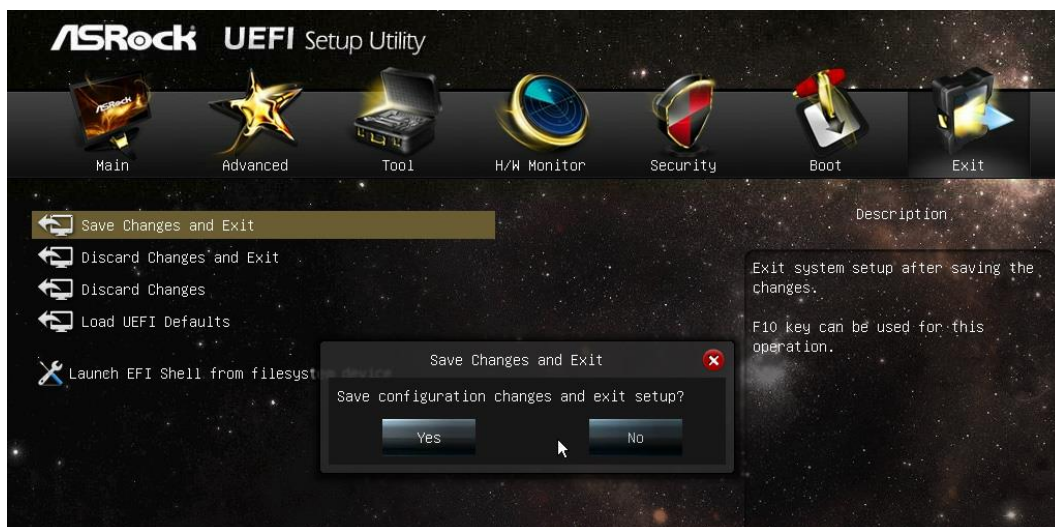 ASRock UEFI Setup Utility
ASRock
Main Advanced Tool H/W Monitor Security Boot Exit
Save Changes and Exit
Discard Changes and Exit
Discard Changes
Load UEFI Defaults
Launch EFI Shell from filesystem device
Description
Exit system setup after saving the
changes.
F10 key can be used for this
operation.
Save Changes and Exit
Save configuration changes and exit setup?
Yes No